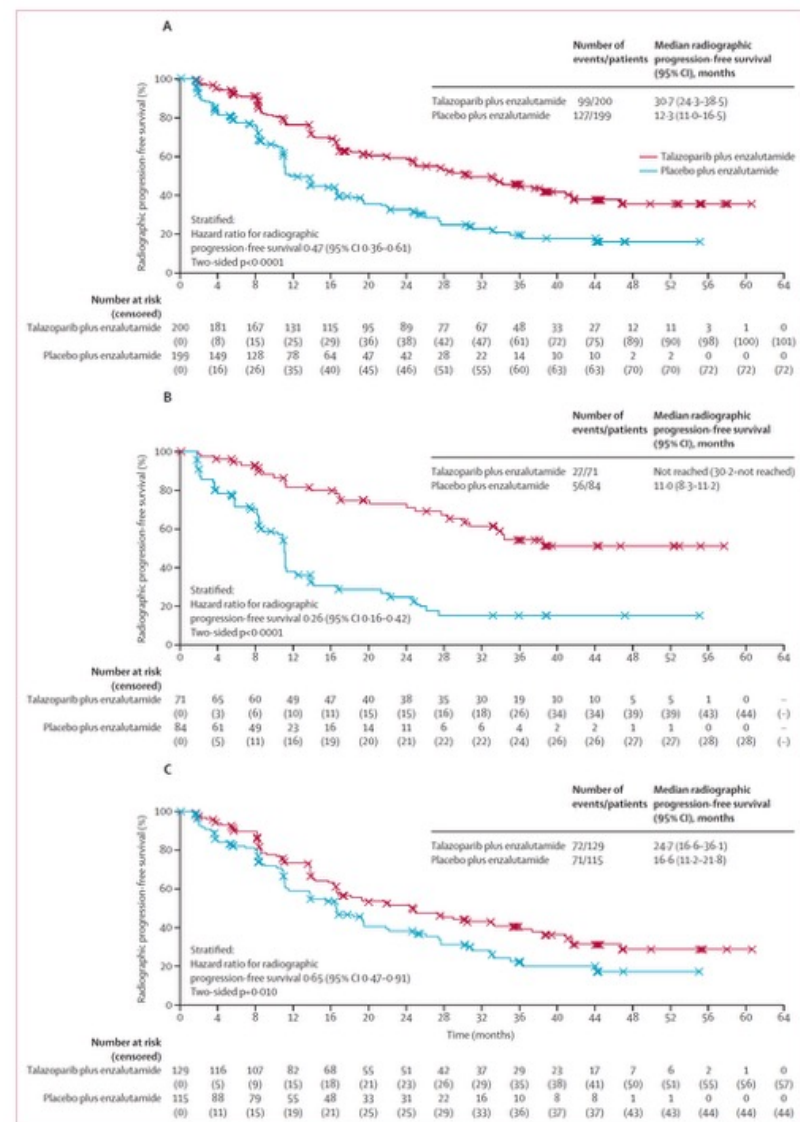 A
Number of events/patients Median radiographic progression-free survival (95% CI), months
Talazoparib plus enzalutamide 99/200 30·7 (24·3–38·5)
Placebo plus enzalutamide 127/199 12·3 (11·0–16·5)
Talazoparib plus enzalutamide
Placebo plus enzalutamide
Radiographic progression-free survival (%)
100
80
60
40
20
0
Stratified:
Hazard ratio for radiographic
progression-free survival 0·47 (95% CI 0·36–0·61)
Two-sided p<0·0001
0 4 8 12 16 20 24 28 32 36 40 44 48 52 56 60 64
Number at risk
(censored)
Talazoparib plus enzalutamide 200 181 167 131 115 95 89 77 67 48 33 27 12 11 3 1 0
(0) (8) (15) (25) (29) (36) (38) (42) (47) (61) (72) (75) (89) (90) (98) (100) (101)
Placebo plus enzalutamide 199 149 128 78 64 47 42 28 22 14 10 10 2 2 0 0 0
(0) (16) (26) (35) (40) (45) (46) (51) (55) (60) (63) (63) (70) (70) (72) (72) (72)
B
Number of events/patients Median radiographic progression-free survival (95% CI), months
Talazoparib plus enzalutamide 27/71 Not reached (30·2–not reached)
Placebo plus enzalutamide 56/84 11·0 (8·3–11·2)
Radiographic progression-free survival (%)
100
80
60
40
20
0
Stratified:
Hazard ratio for radiographic
progression-free survival 0·26 (95% CI 0·16–0·42)
Two-sided p<0·0001
0 4 8 12 16 20 24 28 32 36 40 44 48 52 56 60 64
Number at risk
(censored)
Talazoparib plus enzalutamide 71 65 60 49 47 40 38 35 30 19 10 10 5 5 1 0 –
(0) (3) (6) (10) (11) (15) (15) (16) (18) (26) (34) (34) (39) (39) (43) (44) (–)
Placebo plus enzalutamide 84 61 49 23 16 14 11 6 6 4 2 2 1 1 0 0 –
(0) (5) (11) (16) (19) (20) (21) (22) (22) (24) (26) (26) (27) (27) (28) (28) (–)
C
Number of events/patients Median radiographic progression-free survival (95% CI), months
Talazoparib plus enzalutamide 72/129 24·7 (16·6–36·1)
Placebo plus enzalutamide 71/115 16·6 (11·2–21·8)
Radiographic progression-free survival (%)
100
80
60
40
20
0
Stratified:
Hazard ratio for radiographic
progression-free survival 0·65 (95% CI 0·47–0·91)
Two-sided p=0·010
0 4 8 12 16 20 24 28 32 36 40 44 48 52 56 60 64
Time (months)
Number at risk
(censored)
Talazoparib plus enzalutamide 129 116 107 82 68 55 51 42 37 29 23 17 7 6 2 1 0
(0) (5) (9) (15) (18) (21) (23) (26) (29) (35) (38) (41) (50) (51) (55) (56) (57)
Placebo plus enzalutamide 115 88 79 55 48 33 31 22 16 10 8 8 1 1 0 0 0
(0) (11) (15) (19) (21) (25) (25) (29) (33) (36) (37) (37) (43) (43) (44) (44) (44)